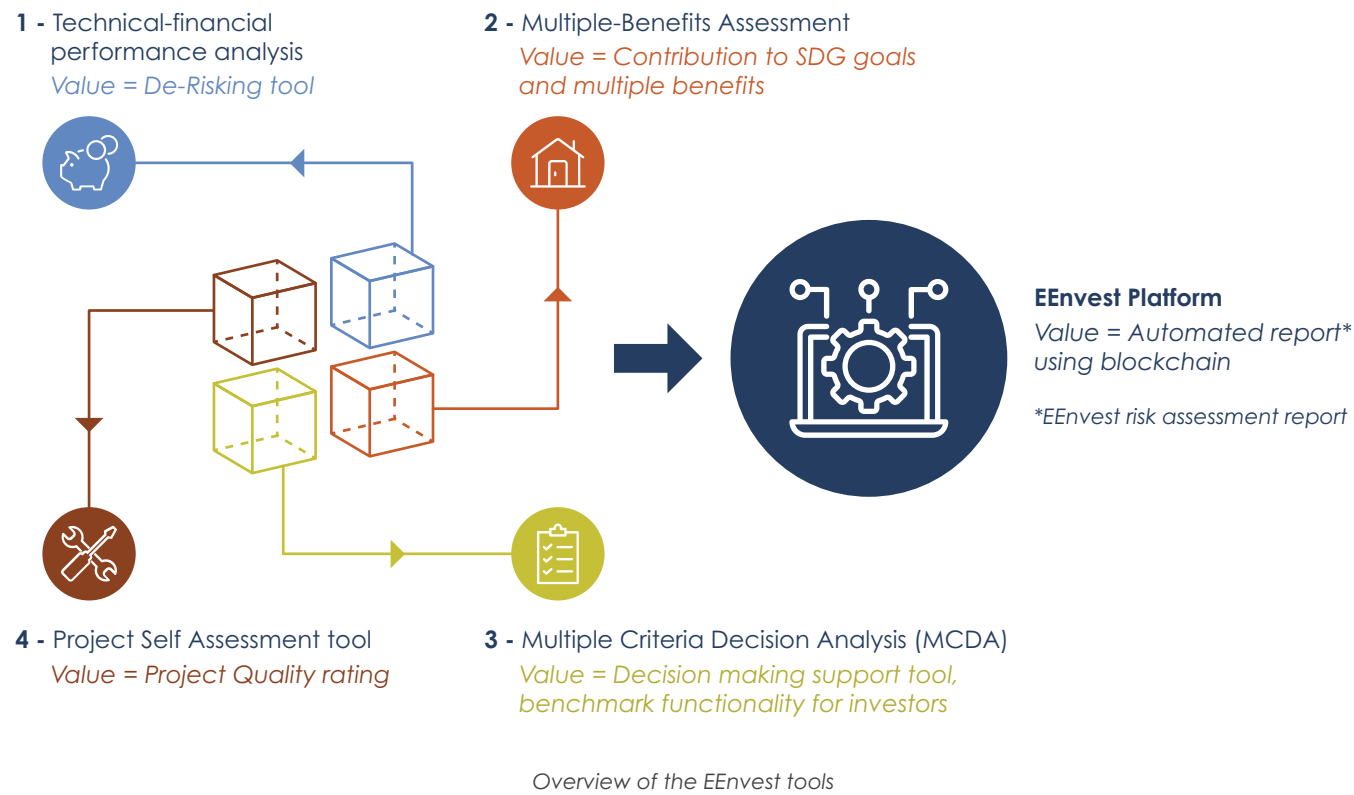 1 - Technical-financial
performance analysis
Value = De-Risking tool
2 - Multiple-Benefits Assessment
Value = Contribution to SDG goals
and multiple benefits
EEnvest Platform
Value = Automated report*
using blockchain
*EEnvest risk assessment report
4 - Project Self Assessment tool
Value = Project Quality rating
3 - Multiple Criteria Decision Analysis (MCDA)
Value = Decision making support tool,
benchmark functionality for investors
Overview of the EEnvest tools